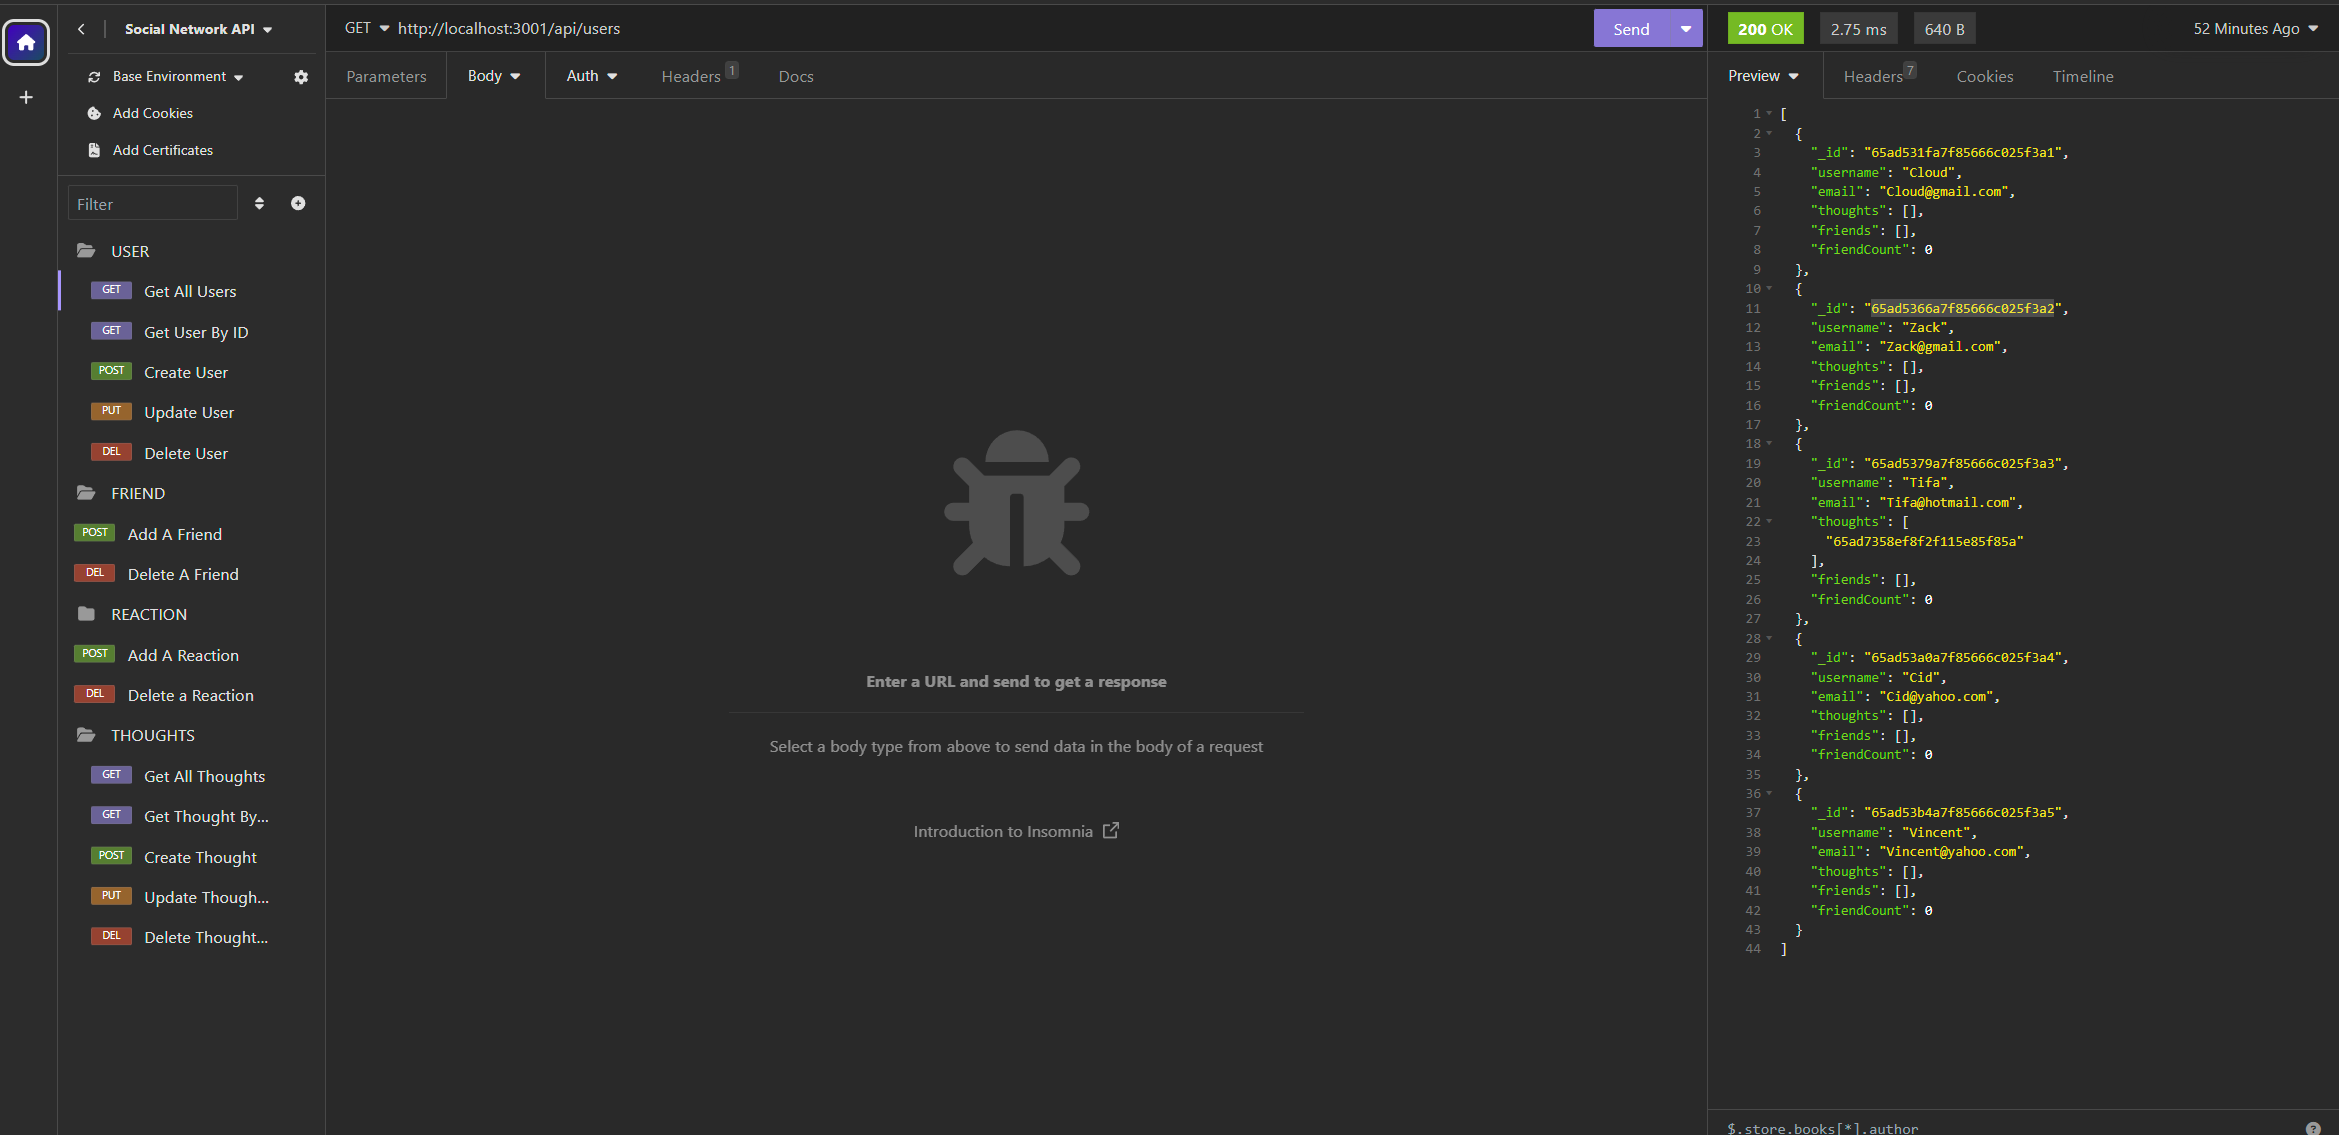 Social Network API
Base Environment
Add Cookies
Add Certificates
Filter
USER
GET Get All Users
GET Get User By ID
POST Create User
PUT Update User
DEL Delete User
FRIEND
POST Add A Friend
DEL Delete A Friend
REACTION
POST Add A Reaction
DEL Delete a Reaction
THOUGHTS
GET Get All Thoughts
GET Get Thought By...
POST Create Thought
PUT Update Though...
DEL Delete Thought...
GET http://localhost:3001/api/users
Send
Parameters Body Auth Headers 1 Docs
Enter a URL and send to get a response
Select a body type from above to send data in the body of a request
Introduction to Insomnia
200 OK 2.75 ms 640 B 52 Minutes Ago
Preview Headers 7 Cookies Timeline
1 [
2 {
3 "_id": "65ad531fa7f85666c025f3a1",
4 "username": "Cloud",
5 "email": "Cloud@gmail.com",
6 "thoughts": [],
7 "friends": [],
8 "friendCount": 0
9 },
10 {
11 "_id": "65ad5366a7f85666c025f3a2",
12 "username": "Zack",
13 "email": "Zack@gmail.com",
14 "thoughts": [],
15 "friends": [],
16 "friendCount": 0
17 },
18 {
19 "_id": "65ad5379a7f85666c025f3a3",
20 "username": "Tifa",
21 "email": "Tifa@hotmail.com",
22 "thoughts": [
23 "65ad7358ef8f2f115e85f85a"
24 ],
25 "friends": [],
26 "friendCount": 0
27 },
28 {
29 "_id": "65ad53a0a7f85666c025f3a4",
30 "username": "Cid",
31 "email": "Cid@yahoo.com",
32 "thoughts": [],
33 "friends": [],
34 "friendCount": 0
35 },
36 {
37 "_id": "65ad53b4a7f85666c025f3a5",
38 "username": "Vincent",
39 "email": "Vincent@yahoo.com",
40 "thoughts": [],
41 "friends": [],
42 "friendCount": 0
43 }
44 ]
$.store.books[*].author